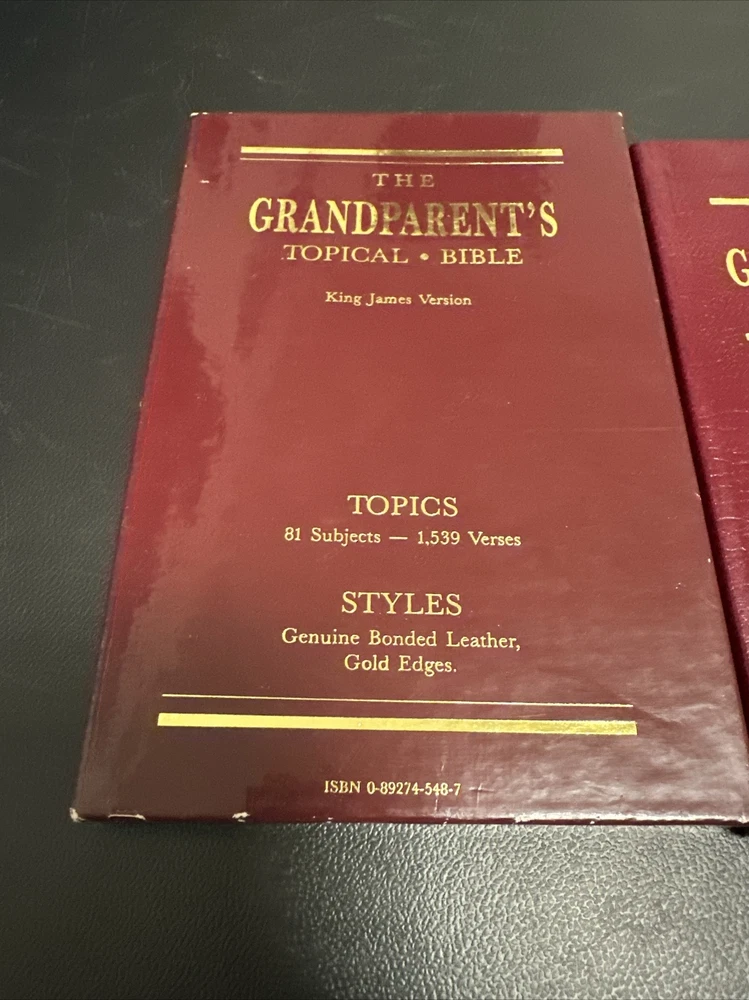 THE
GRANDPARENT'S
TOPICAL • BIBLE
King James Version
TOPICS
81 Subjects — 1,539 Verses
STYLES
Genuine Bonded Leather,
Gold Edges.
ISBN 0-89274-548-7
G